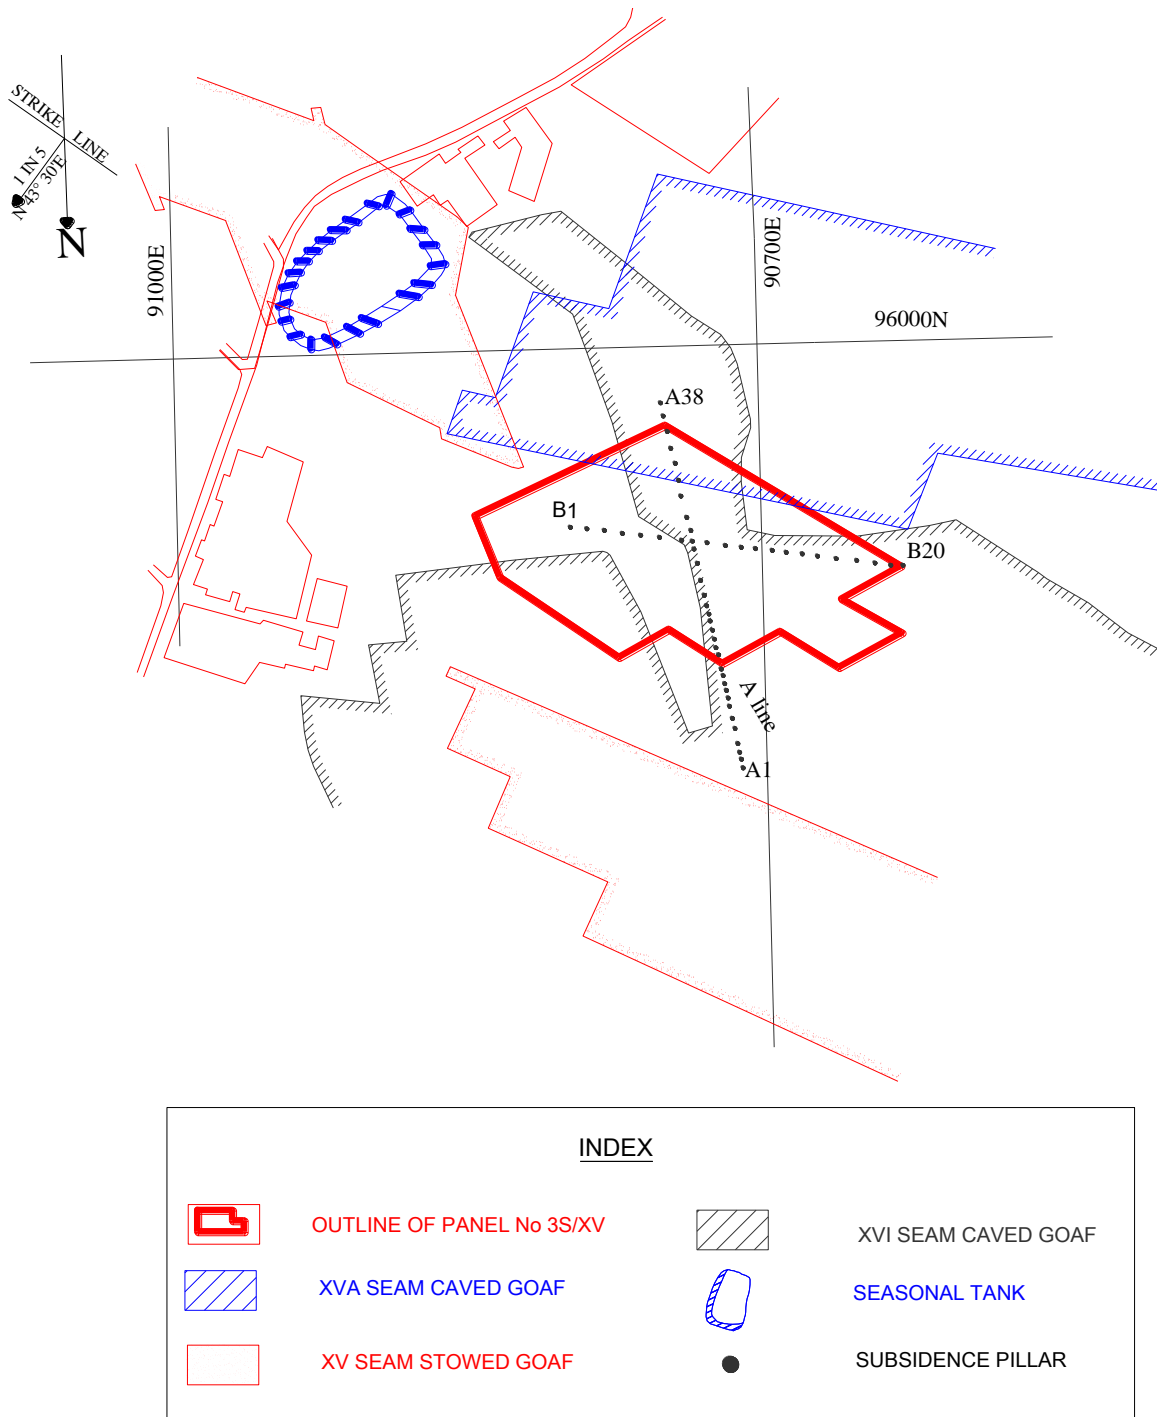 STRIKE
LINE
1 IN 5
N 43° 30'E
N
91000E
90700E
96000N
A38
B1
B20
A line
A1
INDEX
OUTLINE OF PANEL No 3S/XV
XVI SEAM CAVED GOAF
XVA SEAM CAVED GOAF
SEASONAL TANK
XV SEAM STOWED GOAF
SUBSIDENCE PILLAR